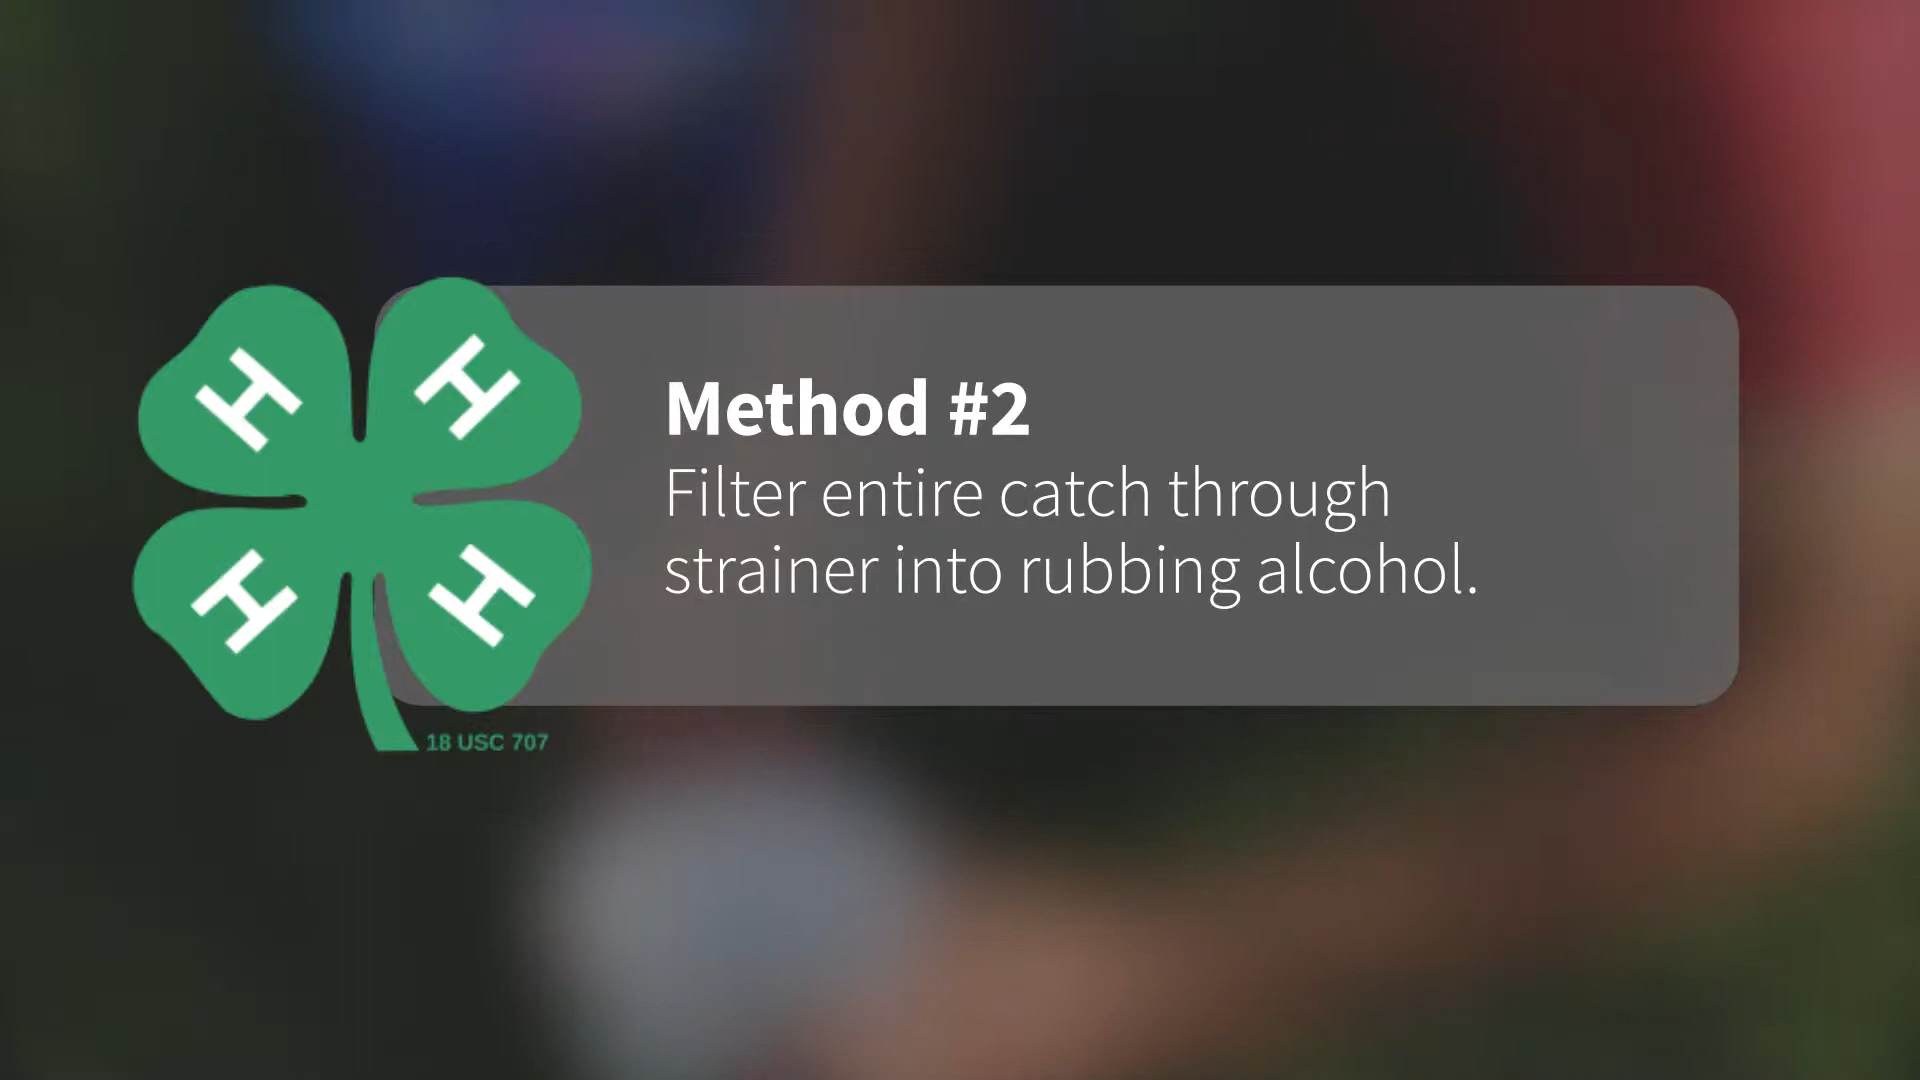 H H
H H
18 USC 707
Method #2
Filter entire catch through
strainer into rubbing alcohol.